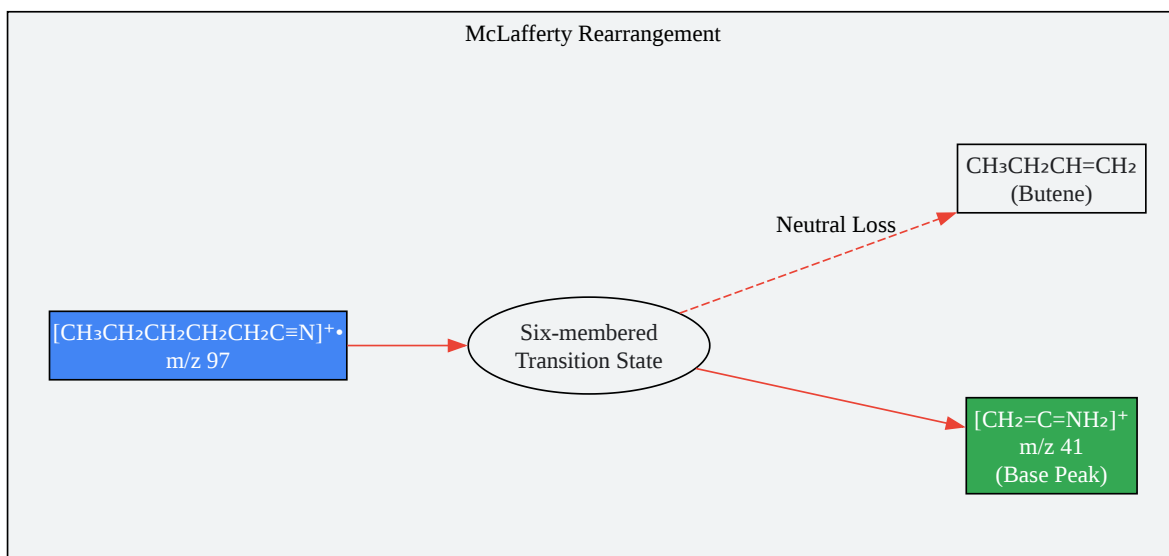 McLafferty Rearrangement
CH₃CH₂CH=CH₂
(Butene)
Neutral Loss
[CH₃CH₂CH₂CH₂CH₂C≡N]⁺•
m/z 97
Six-membered
Transition State
[CH₂=C=NH₂]⁺
m/z 41
(Base Peak)